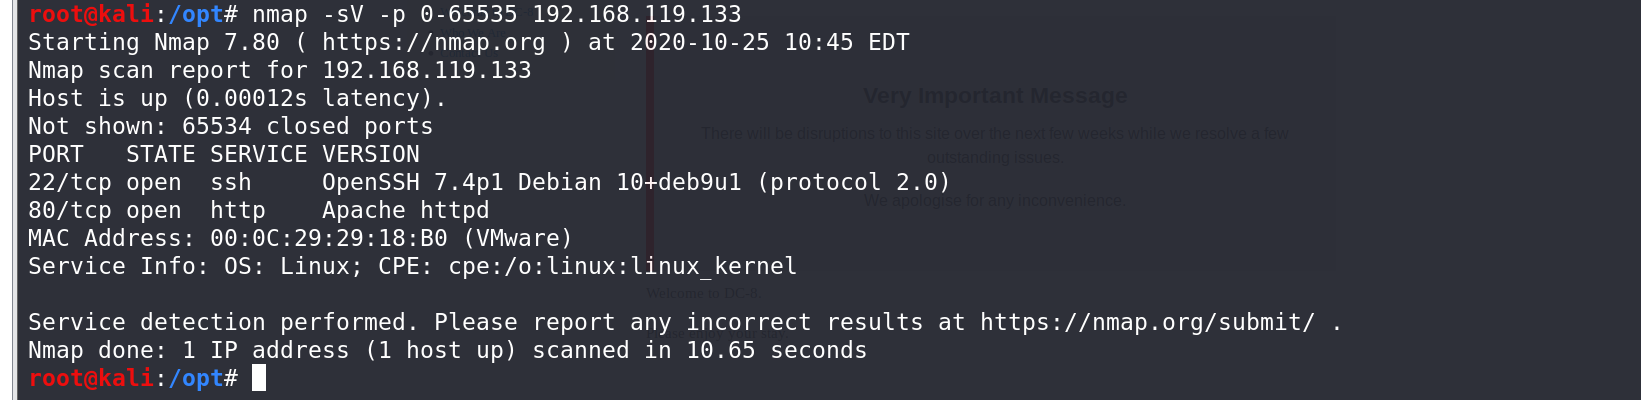 root@kali:/opt# nmap -sV -p 0-65535 192.168.119.133
Starting Nmap 7.80 ( https://nmap.org ) at 2020-10-25 10:45 EDT
Nmap scan report for 192.168.119.133
Host is up (0.00012s latency).
Not shown: 65534 closed ports
PORT   STATE SERVICE VERSION
22/tcp open  ssh     OpenSSH 7.4p1 Debian 10+deb9u1 (protocol 2.0)
80/tcp open  http    Apache httpd
MAC Address: 00:0C:29:29:18:B0 (VMware)
Service Info: OS: Linux; CPE: cpe:/o:linux:linux_kernel
Service detection performed. Please report any incorrect results at https://nmap.org/submit/ .
Nmap done: 1 IP address (1 host up) scanned in 10.65 seconds
root@kali:/opt#
Very Important Message
There will be disruptions to this site over the next few weeks while we resolve a few
outstanding issues.
We apologise for any inconvenience.
Welcome to DC-8.